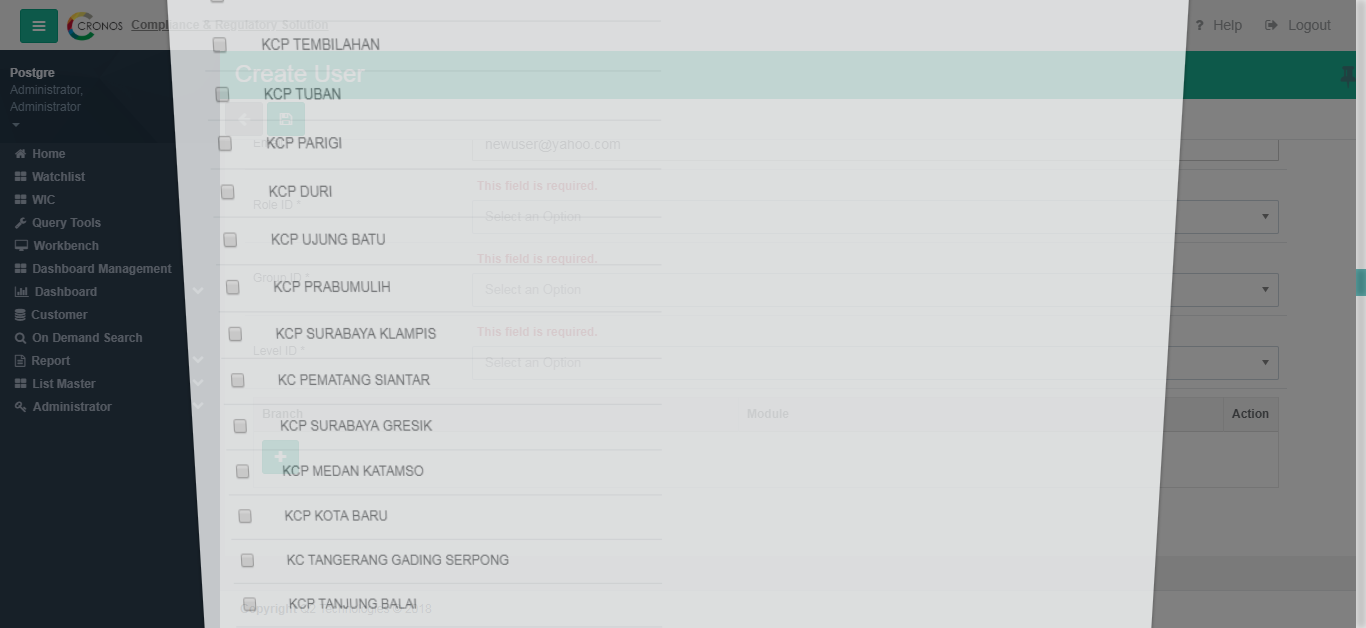 CRONOS Compliance & Regulatory Solution
Help
Logout
Postgre
Administrator,
Administrator
Home
Watchlist
WIC
Query Tools
Workbench
Dashboard Management
Dashboard
Customer
On Demand Search
Report
List Master
Administrator
Create User
newuser@yahoo.com
This field is required.
Role ID *
Select an Option
This field is required.
Group ID *
Select an Option
This field is required.
Level ID *
Select an Option
Branch
Module
Action
KCP TEMBILAHAN
KCP TUBAN
KCP PARIGI
KCP DURI
KCP UJUNG BATU
KCP PRABUMULIH
KCP SURABAYA KLAMPIS
KC PEMATANG SIANTAR
KCP SURABAYA GRESIK
KCP MEDAN KATAMSO
KCP KOTA BARU
KC TANGERANG GADING SERPONG
KCP TANJUNG BALAI
Copyright
2018